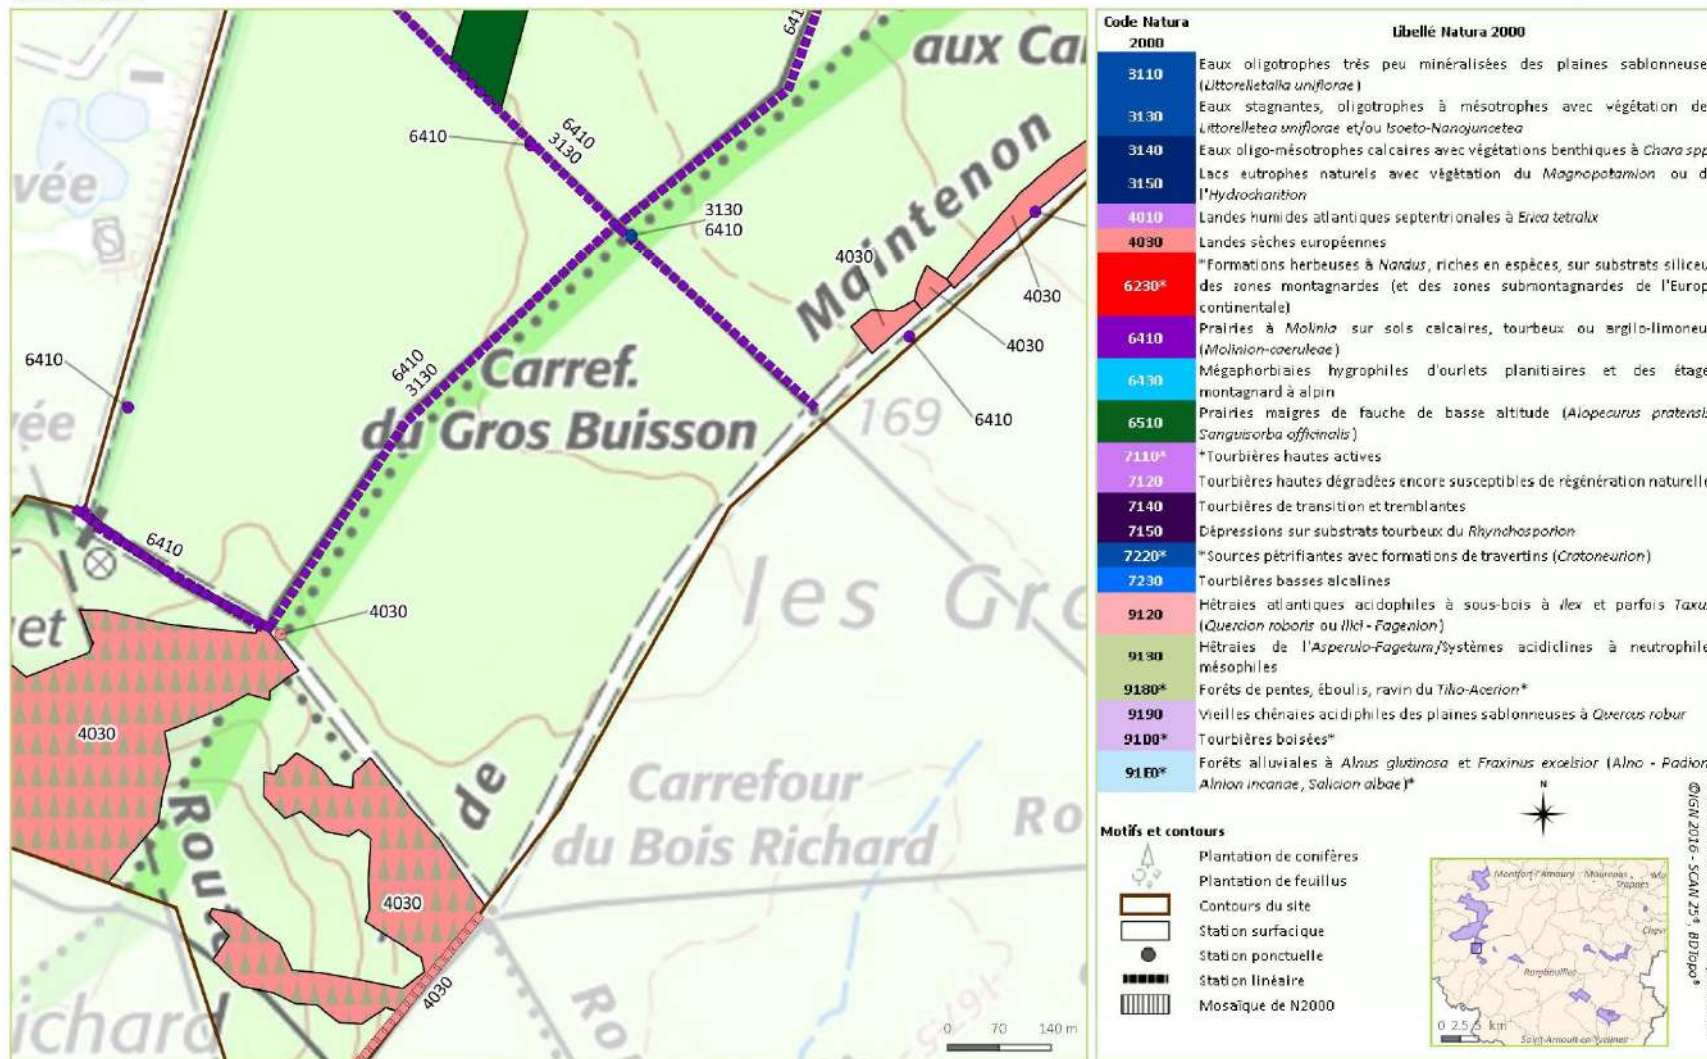 641
aux Ca
6410
6410
3130
vée
3130
6410
Maintenon
4030
4030
4030
6410
6410
3130
6410
Carref.
du Gros Buisson
169
6410
ée
6410
les Gr
4030
et
4030
de
Carrefour
du Bois Richard
Ro
Route
4030
4030
ichard
Ro
1675
0 70 140 m
Code Natura
2000
Libellé Natura 2000
3110
Eaux oligotrophes très peu minéralisées des plaines sablonneuse
(Littorelletalia uniflorae)
3130
Eaux stagnantes, oligotrophes à mésotrophes avec végétation de
Littorelletea uniflorae et/ou Isoeto-Nanojuncetea
3140
Eaux oligo-mésotrophes calcaires avec végétations benthiques à Chara spp
3150
Lacs eutrophes naturels avec végétation du Magnopotamion ou d
l'Hydrocharition
4010
Landes humides atlantiques septentrionales à Erica tetralix
4030
Landes sèches européennes
6230*
*Formations herbeuses à Nardus, riches en espèces, sur substrats siliceu
des zones montagnardes (et des zones submontagnardes de l'Europ
continentale)
6410
Prairies à Molinia sur sols calcaires, tourbeux ou argilo-limoneu
(Molinion-caeruleae)
6430
Mégaphorbiaies hygrophiles d'ourlets planitiaires et des étage
montagnard à alpin
6510
Prairies maigres de fauche de basse altitude (Alopecurus pratensis
Sanguisorba officinalis)
7110*
*Tourbières hautes actives
7120
Tourbières hautes dégradées encore susceptibles de régénération naturelle
7140
Tourbières de transition et tremblantes
7150
Dépressions sur substrats tourbeux du Rhynchosporion
7220*
*Sources pétrifiantes avec formations de travertins (Cratoneurion)
7230
Tourbières basses alcalines
9120
Hêtraies atlantiques acidophiles à sous-bois à Ilex et parfois Taxu
(Quercion roboris ou Ilici - Fagenion)
9130
Hêtraies de l'Asperulo-Fagetum/Systèmes acidiclines à neutrophile
mésophiles
9180*
Forêts de pentes, éboulis, ravin du Tilio-Acerion*
9190
Vieilles chênaies acidiphiles des plaines sablonneuses à Quercus robur
91D0*
Tourbières boisées*
91E0*
Forêts alluviales à Alnus glutinosa et Fraxinus excelsior (Alno - Padion
Alnion incanae, Salicion albae)*
Motifs et contours
Plantation de conifères
Plantation de feuillus
Contours du site
Station surfacique
Station ponctuelle
Station linéaire
Mosaïque de N2000
N
Montfort-l'Amaury
Maurepas
Trappes
Chevr
Rambouillet
Saint-Arnoult-en-Yvelines
0 2.5 5 km
©IGN 2016 - SCAN 25®, BDTopo®